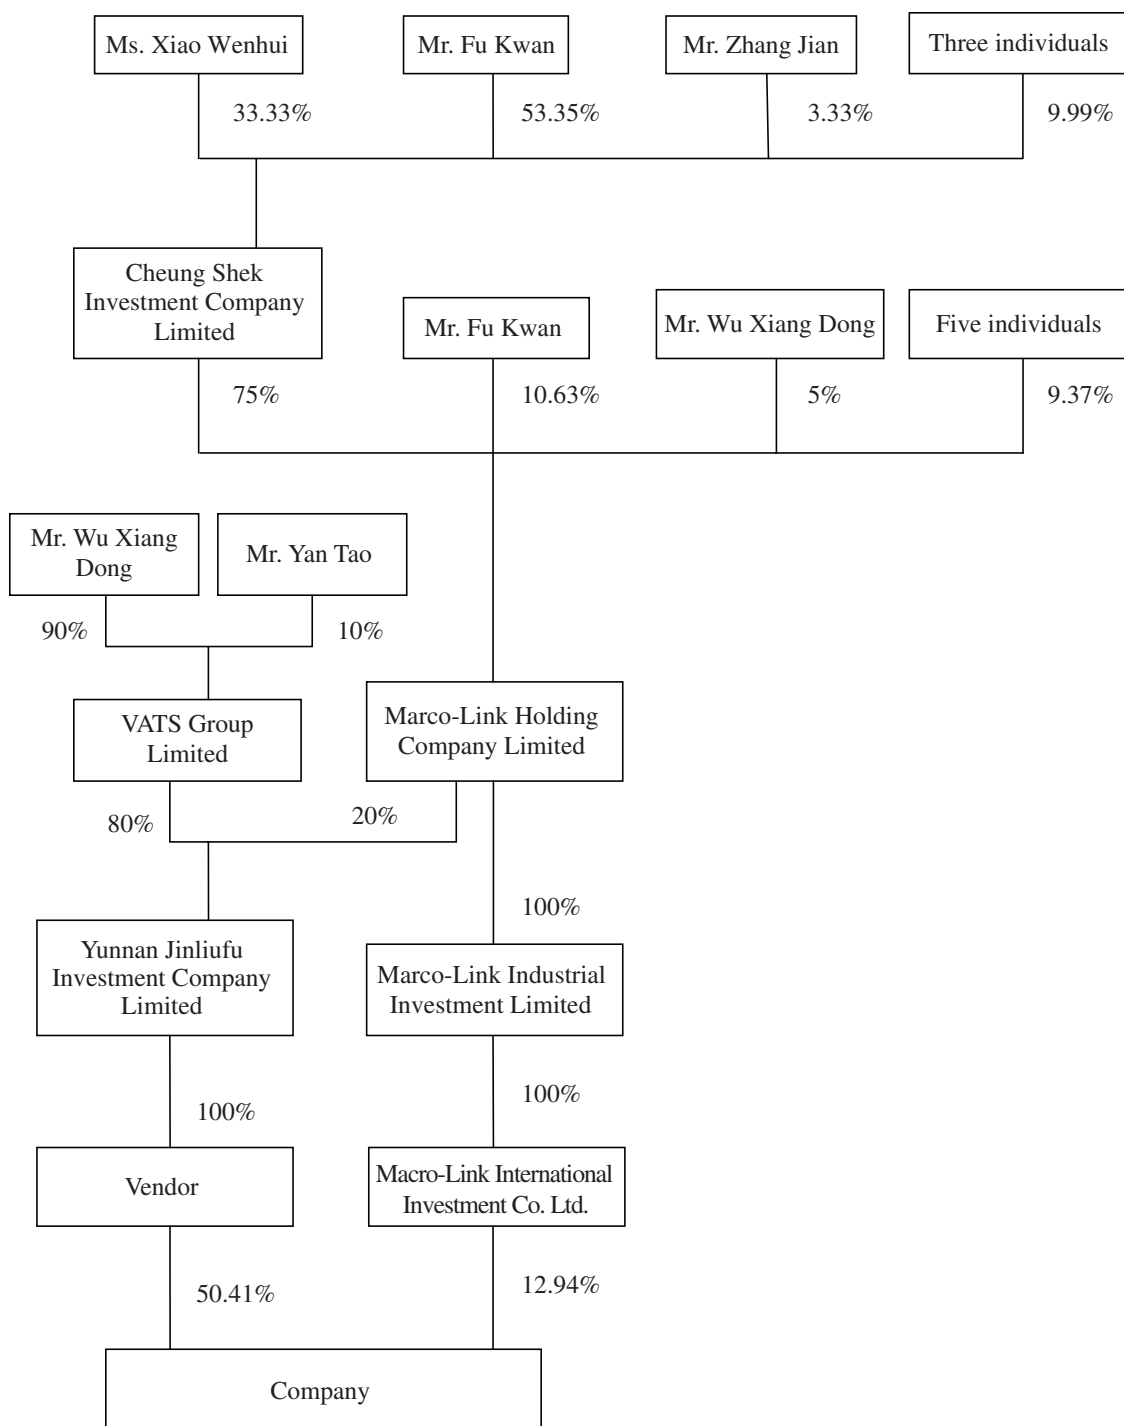 Ms. Xiao Wenhui
Mr. Fu Kwan
Mr. Zhang Jian
Three individuals
33.33%
53.35%
3.33%
9.99%
Cheung Shek
Investment Company
Limited
Mr. Fu Kwan
Mr. Wu Xiang Dong
Five individuals
75%
10.63%
5%
9.37%
Mr. Wu Xiang
Dong
Mr. Yan Tao
90%
10%
VATS Group
Limited
Marco-Link Holding
Company Limited
80%
20%
100%
Yunnan Jinliufu
Investment Company
Limited
Marco-Link Industrial
Investment Limited
100%
100%
Vendor
Macro-Link International
Investment Co. Ltd.
50.41%
12.94%
Company